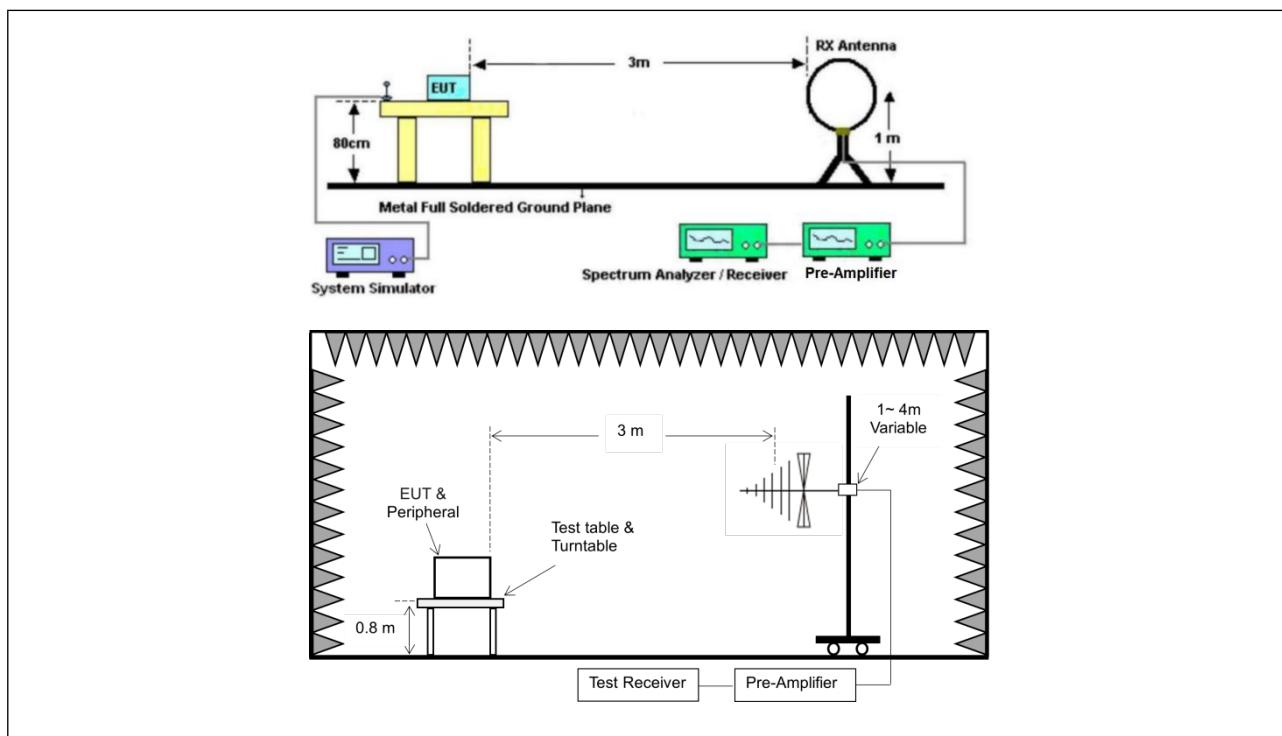 RX Antenna
3m
EUT
80cm
1 m
Metal Full Soldered Ground Plane
System Simulator
Spectrum Analyzer / Receiver
Pre-Amplifier
1~ 4m
Variable
3 m
EUT &
Peripheral
Test table &
Turntable
0.8 m
Test Receiver
Pre-Amplifier